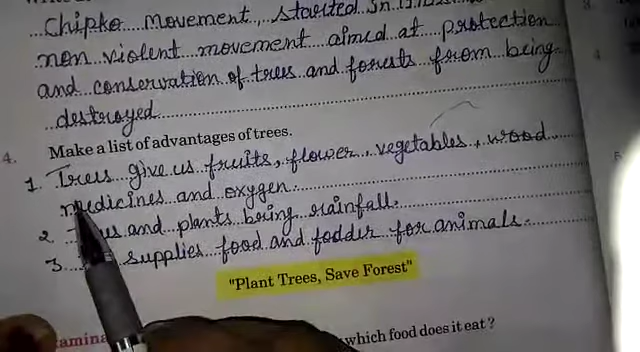 Chipko movement, started in
non violent movement aimed at protection
and conservation of trees and forests from being
destroyed
4. Make a list of advantages of trees.
1. Trees give us fruits, flower vegetables, wood
medicines and oxygen.
2. and plants being rainfall.
3. supplies food and fodder for animals.
"Plant Trees, Save Forest"
which food does it eat?